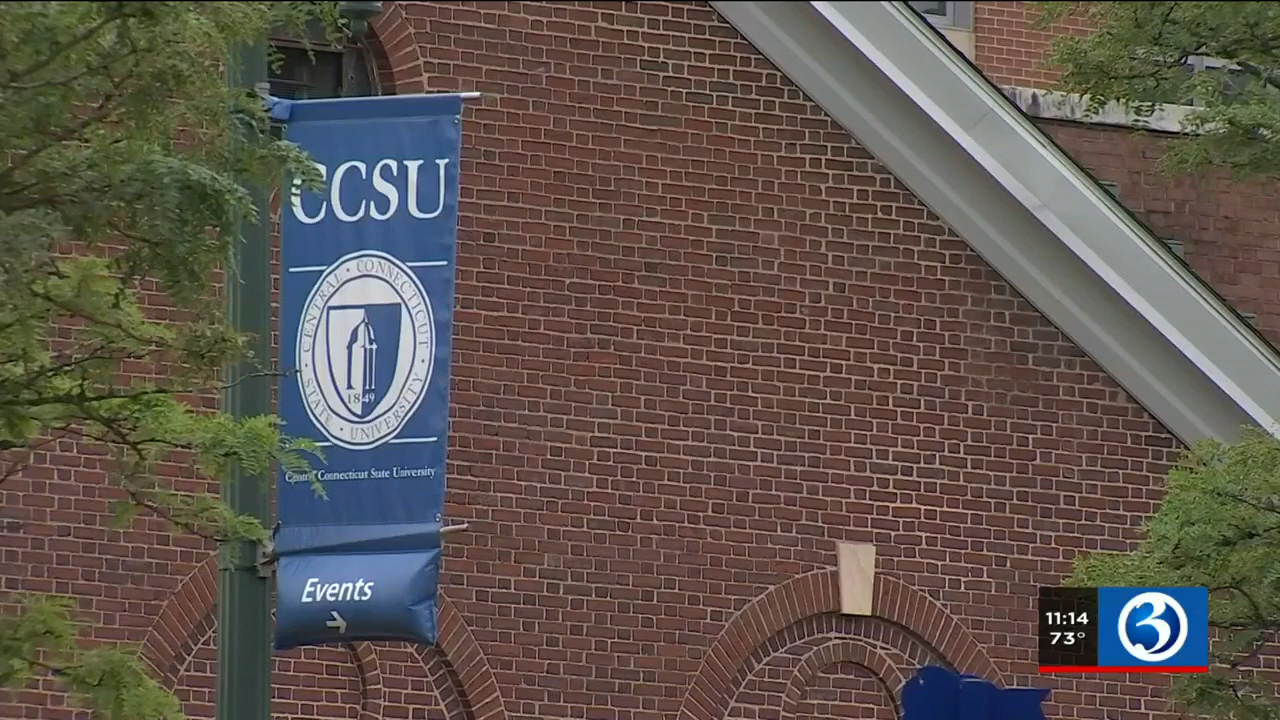 CCSU
CENTRAL · CONNECTICUT · STATE · UNIVERSITY ·
1849
Central Connecticut State University
Events
11:14
73°
3